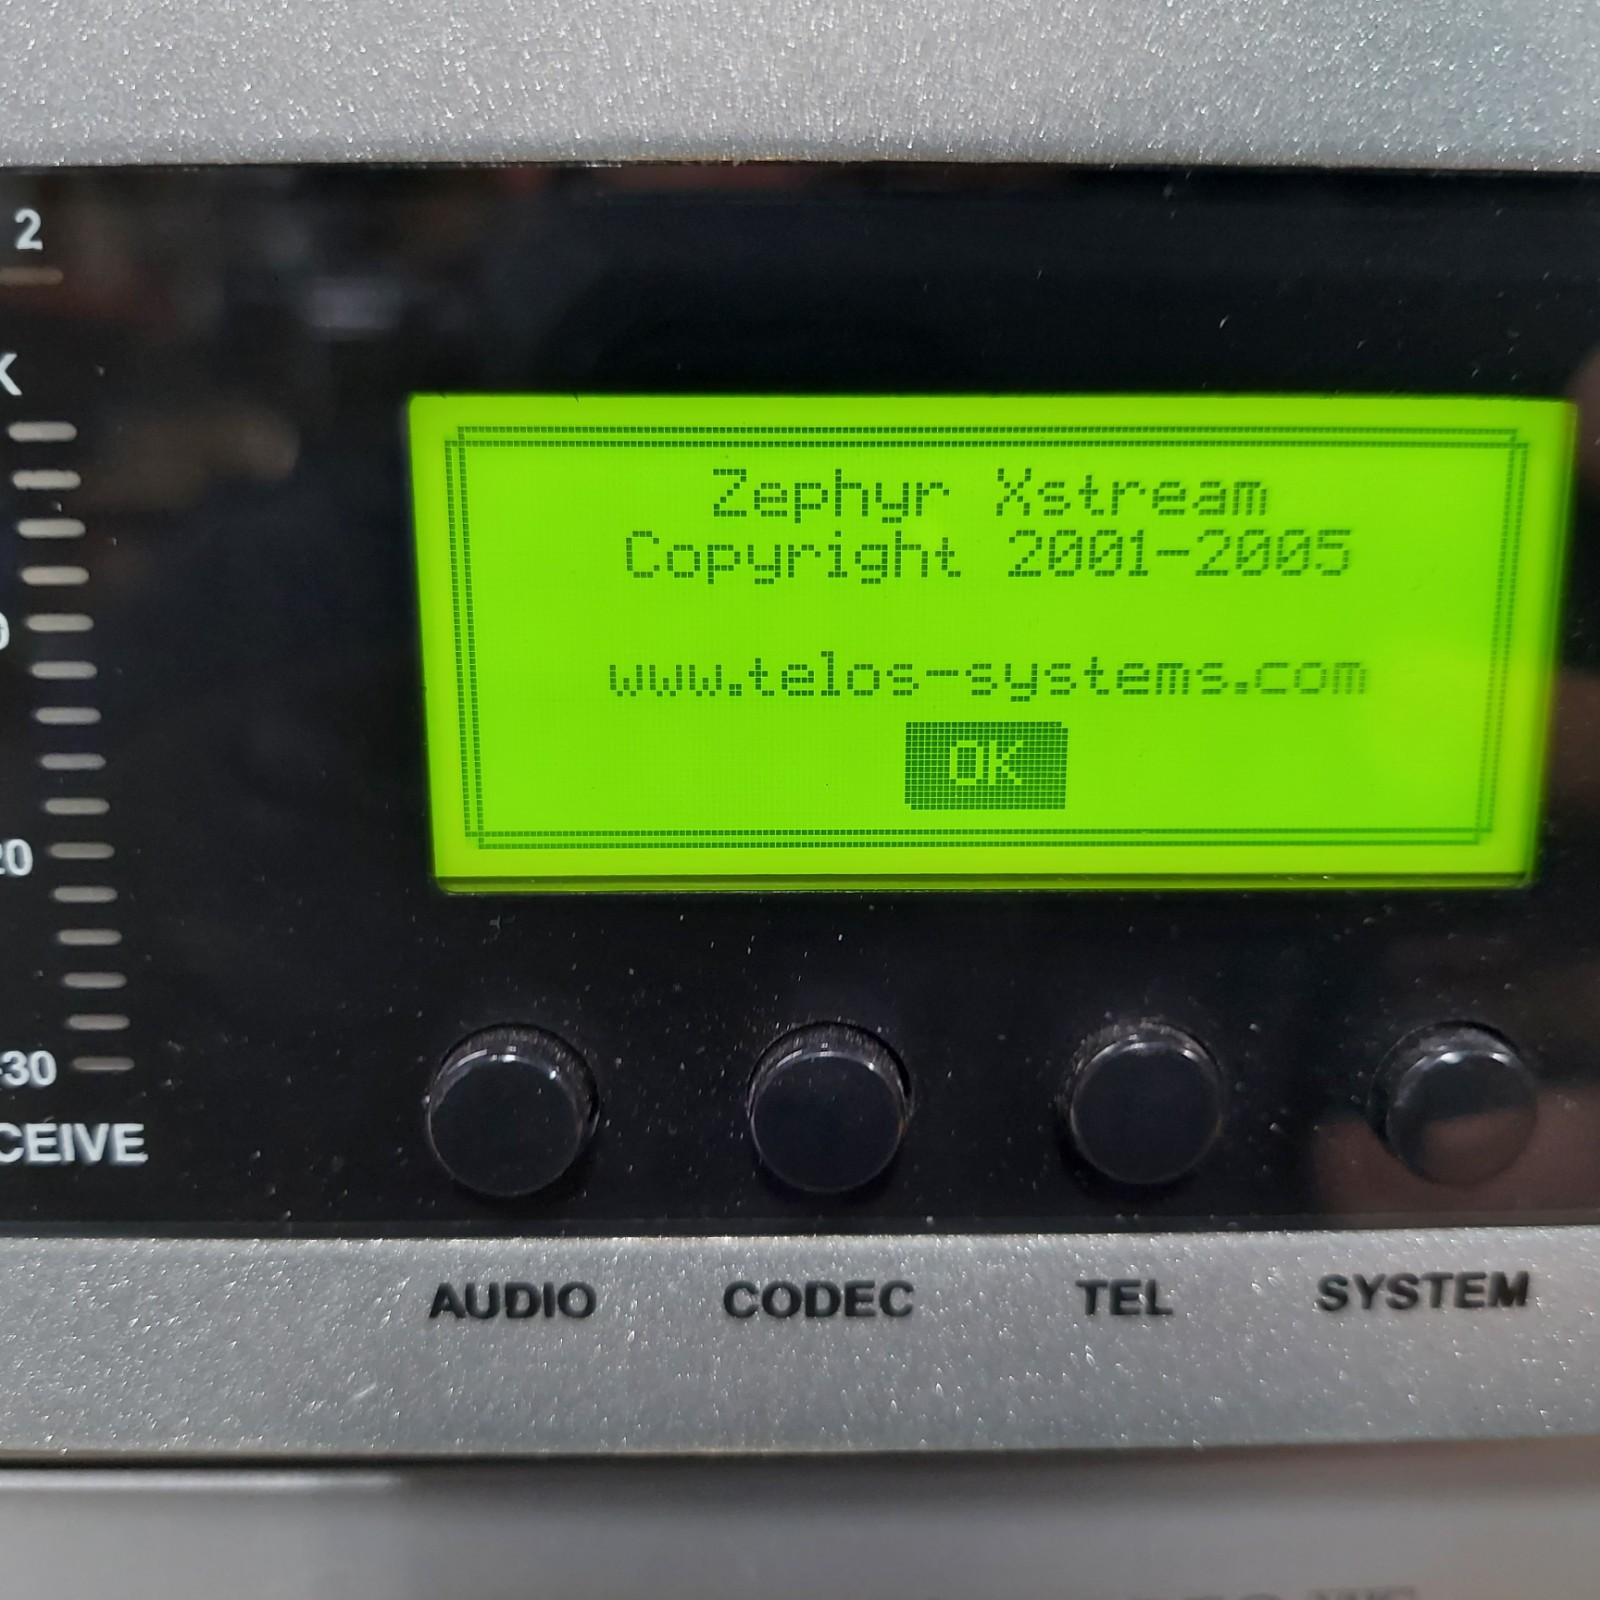 2
Zephyr Xstream
Copyright 2001-2005
www.telos-systems.com
OK
20
-30
CEIVE
AUDIO
CODEC
TEL
SYSTEM